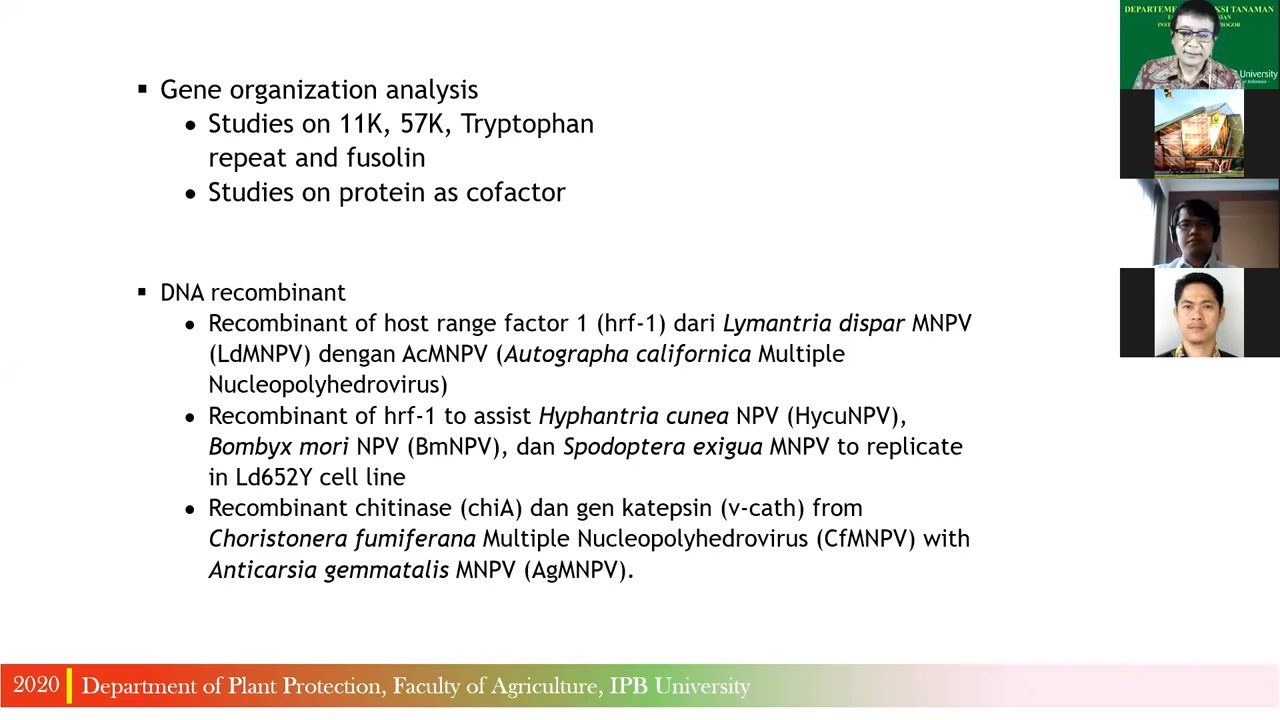 ▪ Gene organization analysis
• Studies on 11K, 57K, Tryptophan
repeat and fusolin
• Studies on protein as cofactor
▪ DNA recombinant
• Recombinant of host range factor 1 (hrf-1) dari Lymantria dispar MNPV
(LdMNPV) dengan AcMNPV (Autographa californica Multiple
Nucleopolyhedrovirus)
• Recombinant of hrf-1 to assist Hyphantria cunea NPV (HycuNPV),
Bombyx mori NPV (BmNPV), dan Spodoptera exigua MNPV to replicate
in Ld652Y cell line
• Recombinant chitinase (chiA) dan gen katepsin (v-cath) from
Choristonera fumiferana Multiple Nucleopolyhedrovirus (CfMNPV) with
Anticarsia gemmatalis MNPV (AgMNPV).
2020 Department of Plant Protection, Faculty of Agriculture, IPB University
TANAMAN
BOGOR
University